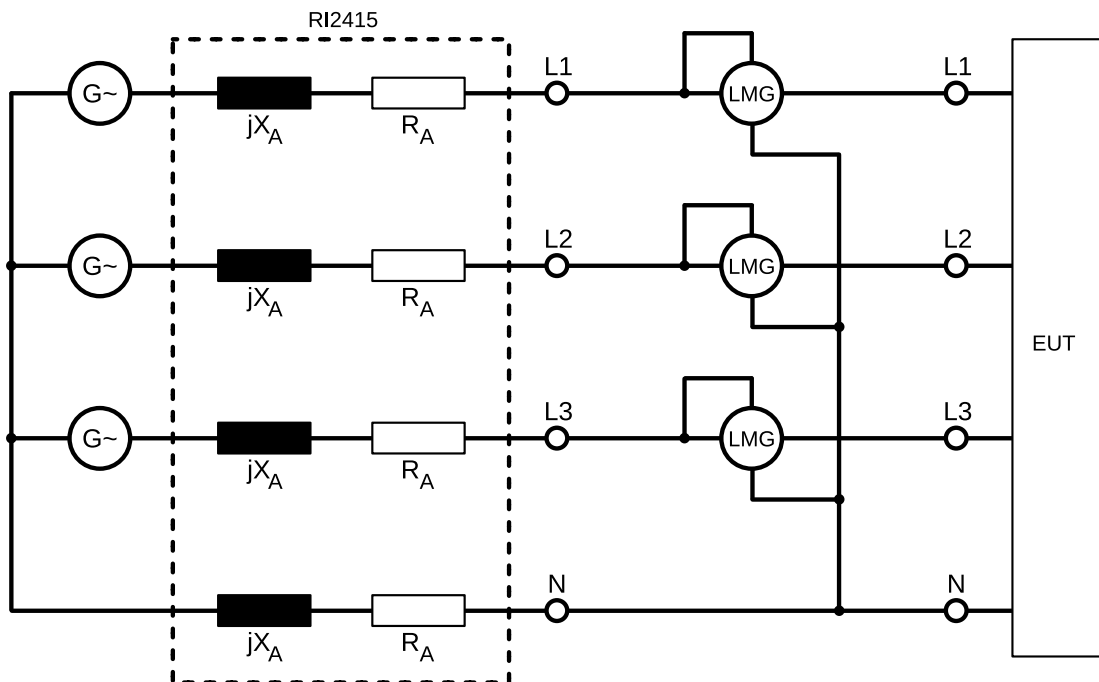 RI2415
L1
L1
G~
LMG
jXA
RA
L2
L2
G~
LMG
jXA
RA
EUT
L3
L3
G~
LMG
jXA
RA
N
N
jXA
RA